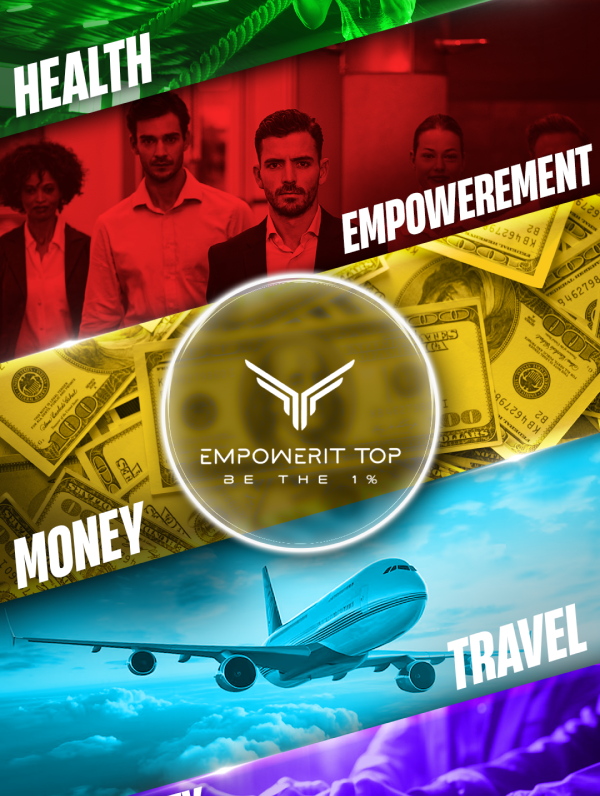 HEALTH
EMPOWEREMENT
EMPOWERIT TOP
BE THE 1%
MONEY
TRAVEL